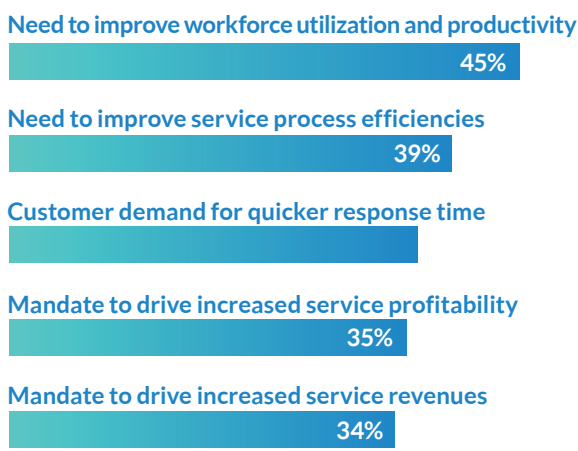 Need to improve workforce utilization and productivity
45%
Need to improve service process efficiencies
39%
Customer demand for quicker response time
Mandate to drive increased service profitability
35%
Mandate to drive increased service revenues
34%